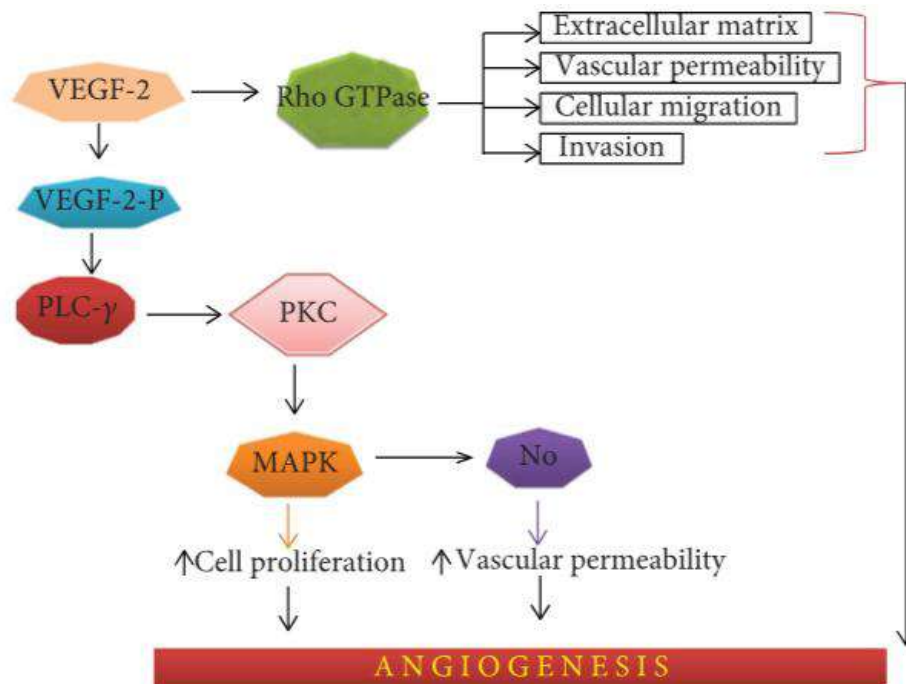 VEGF-2
Rho GTPase
Extracellular matrix
Vascular permeability
Cellular migration
Invasion
VEGF-2-P
PLC-γ
PKC
MAPK
No
↑Cell proliferation
↑Vascular permeability
ANGIOGENESIS